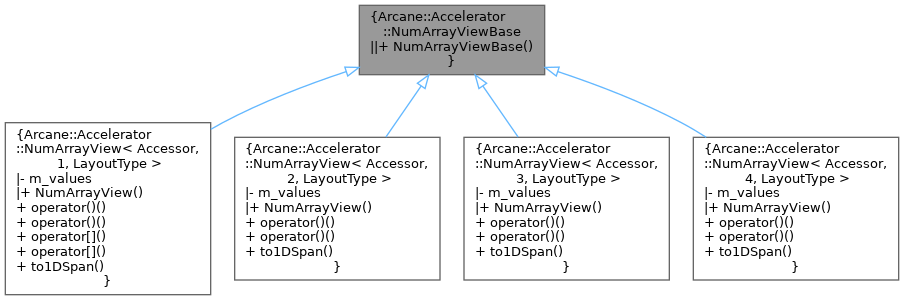 {Arcane::Accelerator
::NumArrayViewBase
||+ NumArrayViewBase()
}
{Arcane::Accelerator
::NumArrayView< Accessor,
1, LayoutType >
|- m_values
|+ NumArrayView()
+ operator()()
+ operator()()
+ operator[]()
+ operator[]()
+ to1DSpan()
}
{Arcane::Accelerator
::NumArrayView< Accessor,
2, LayoutType >
|- m_values
|+ NumArrayView()
+ operator()()
+ operator()()
+ to1DSpan()
}
{Arcane::Accelerator
::NumArrayView< Accessor,
3, LayoutType >
|- m_values
|+ NumArrayView()
+ operator()()
+ operator()()
+ to1DSpan()
}
{Arcane::Accelerator
::NumArrayView< Accessor,
4, LayoutType >
|- m_values
|+ NumArrayView()
+ operator()()
+ operator()()
+ to1DSpan()
}